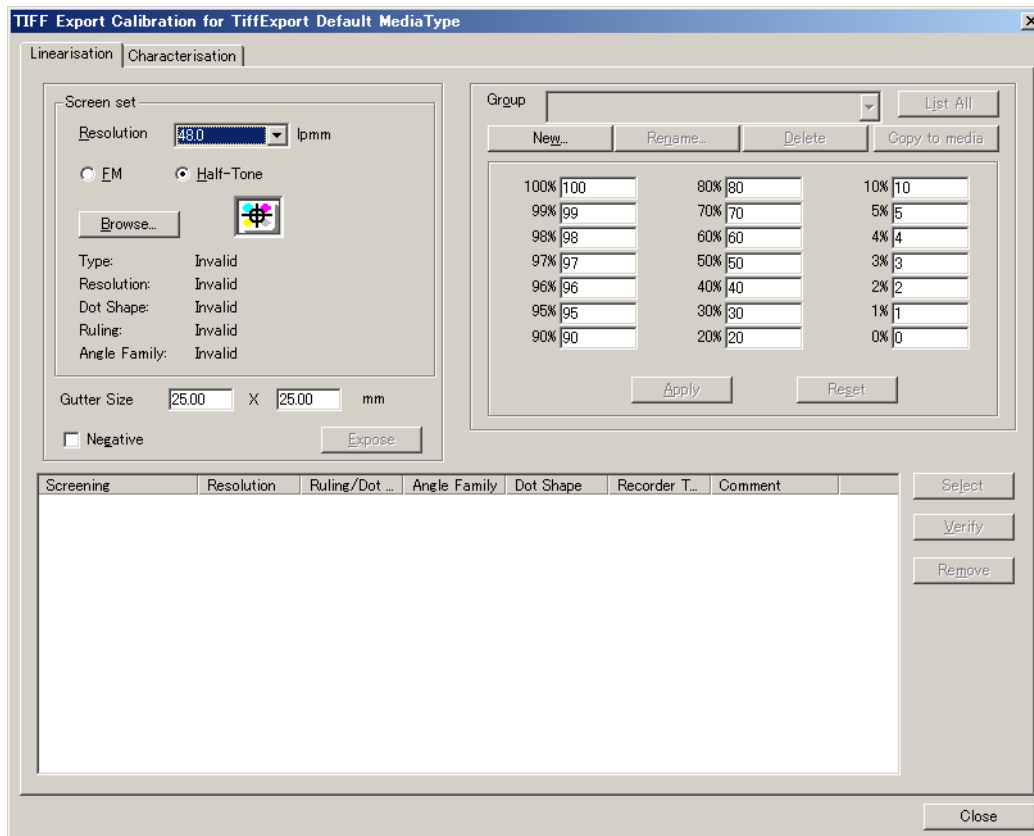 TIFF Export Calibration for TiffExport Default MediaType
Linearisation
Characterisation
Screen set
Resolution 48.0 lpmm
FM Half-Tone
Browse...
Type: Invalid
Resolution: Invalid
Dot Shape: Invalid
Ruling: Invalid
Angle Family: Invalid
Gutter Size 25.00 X 25.00 mm
Negative Expose
Group List All
New... Rename... Delete Copy to media
100% 100 80% 80 10% 10
99% 99 70% 70 5% 5
98% 98 60% 60 4% 4
97% 97 50% 50 3% 3
96% 96 40% 40 2% 2
95% 95 30% 30 1% 1
90% 90 20% 20 0% 0
Apply Reset
Screening Resolution Ruling/Dot ... Angle Family Dot Shape Recorder T... Comment
Select
Verify
Remove
Close